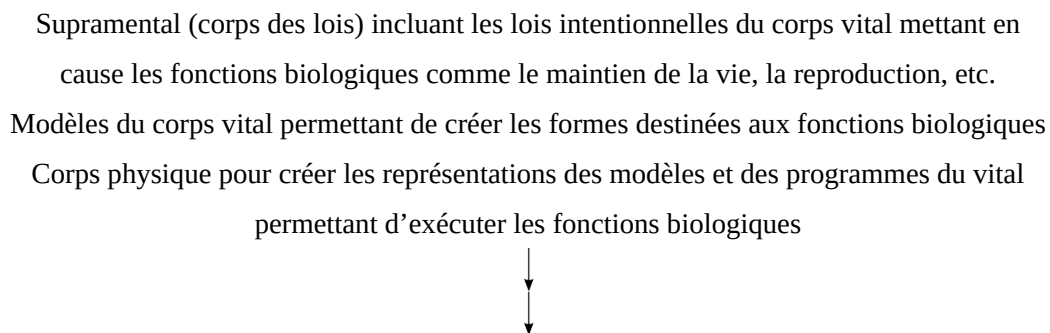 Supramental (corps des lois) incluant les lois intentionnelles du corps vital mettant en
cause les fonctions biologiques comme le maintien de la vie, la reproduction, etc.
Modèles du corps vital permettant de créer les formes destinées aux fonctions biologiques
Corps physique pour créer les représentations des modèles et des programmes du vital
permettant d’exécuter les fonctions biologiques